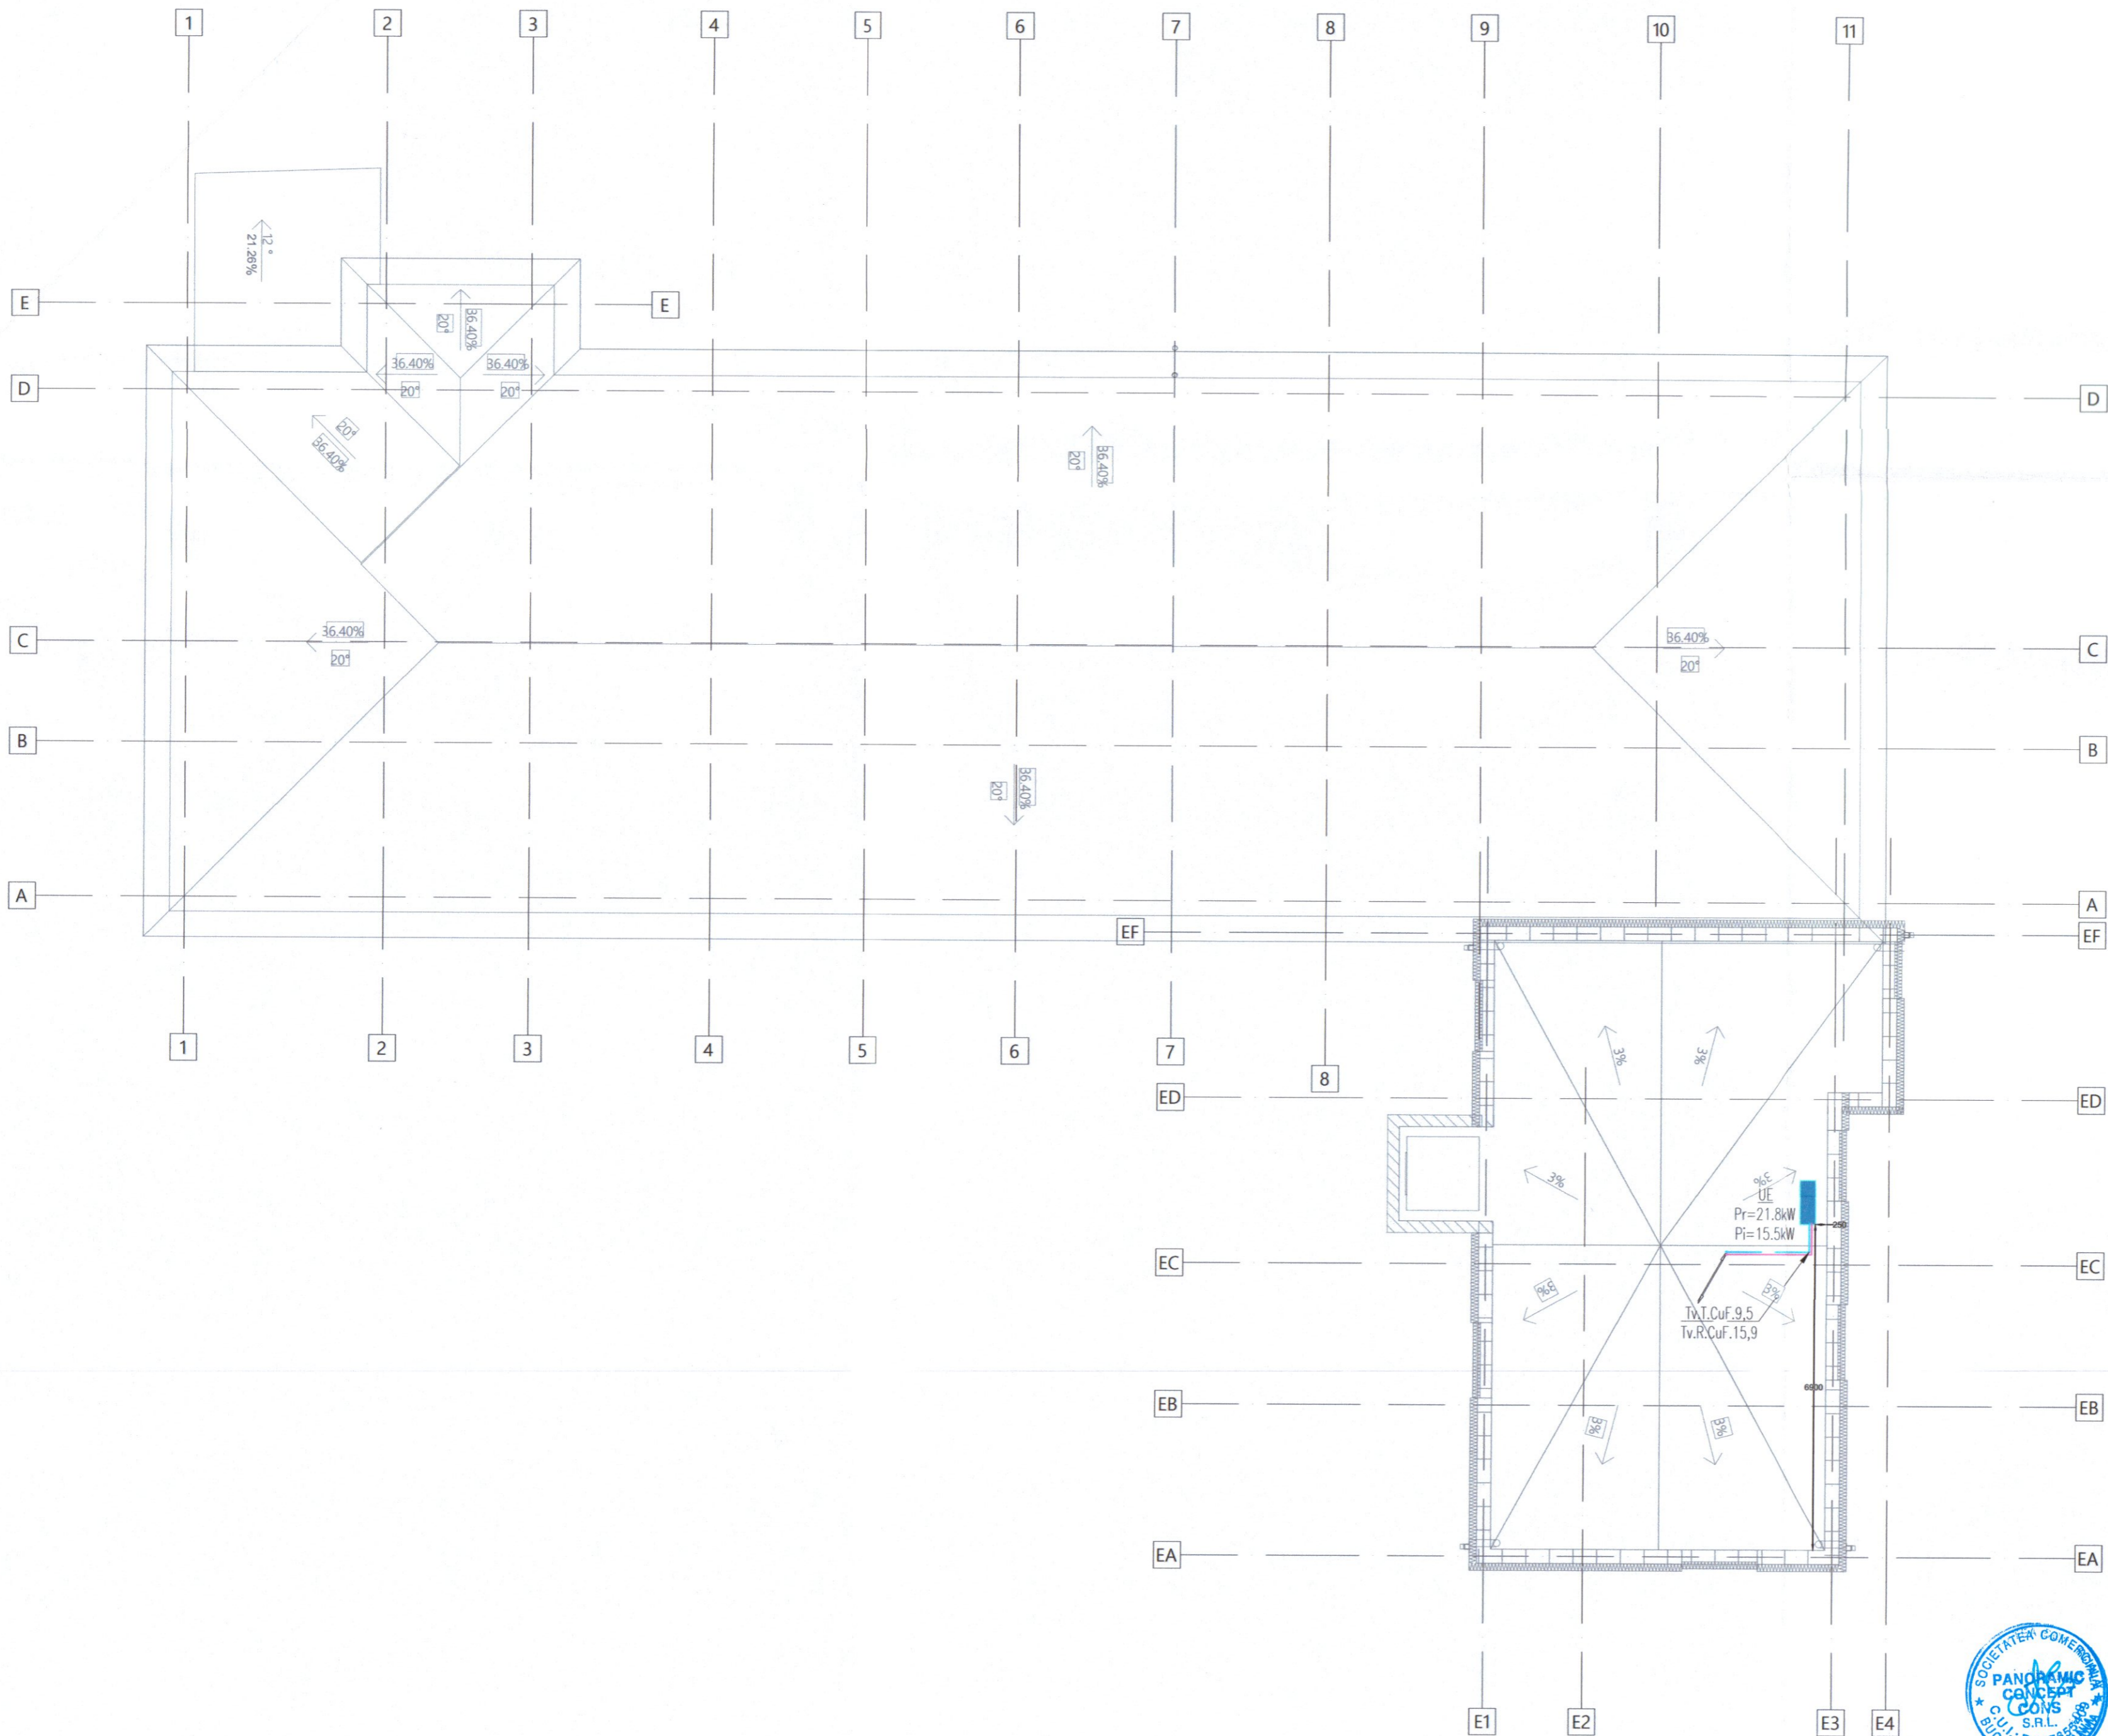 1 2 3 4 5 6 7 8 9 10 11
12°
21.26%
E E
20° 36.40%
36.40% 36.40%
20° 20°
D D
20°
36.40%
20° 36.40%
C 36.40% 36.40% C
20° 20°
B B
20° 36.40%
A A
EF EF
1 2 3 4 5 6 7 8
3% 3%
ED ED
3% 3%
UE
Pr=21.8kW
Pi=15.5kW
250
EC EC
3% 3%
Tv.T.CuF.9,5
Tv.R.CuF.15,9
6900
EB EB
3% 3%
EA EA
E1 E2 E3 E4
SOCIETATEA COMERCIALA
PANORAMIC
CONCEPT
CONS
S.R.L.
C.U.I.